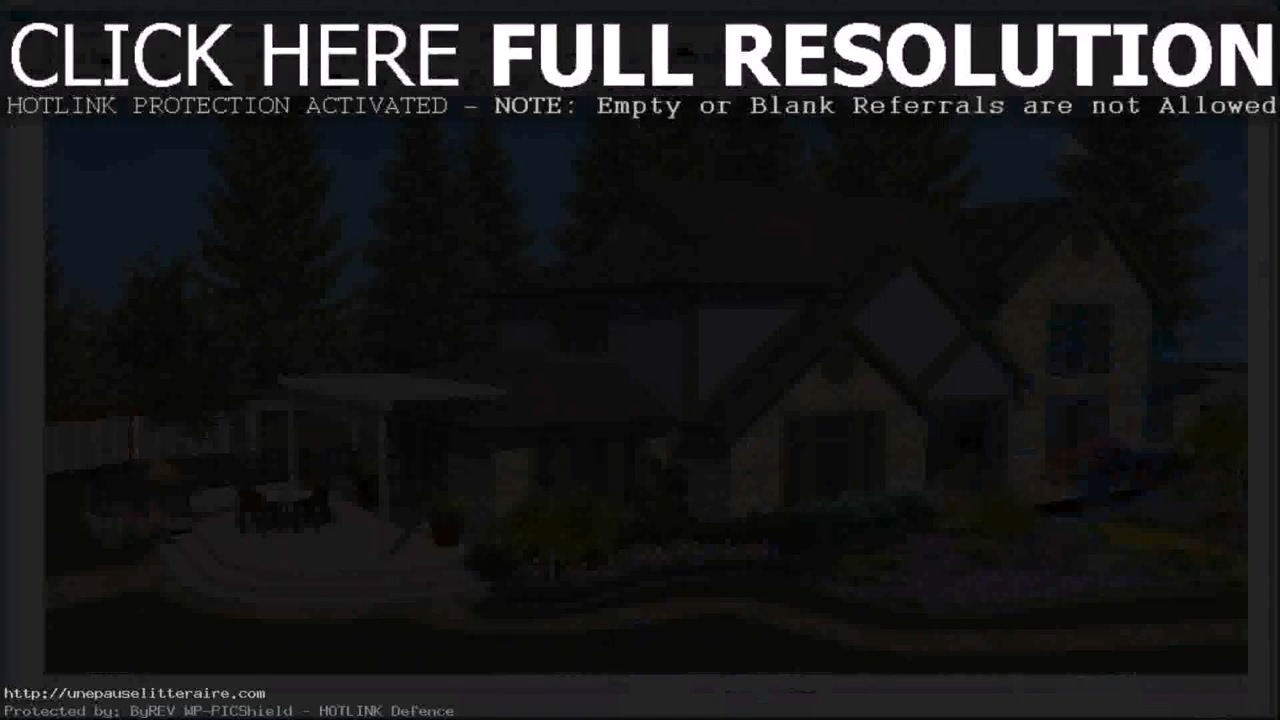 CLICK HERE FULL RESOLUTION
HOTLINK PROTECTION ACTIVATED - NOTE: Empty or Blank Referrals are not Allowed
http://unepauselitteraire.com
Protected by: ByREV WP-PICShield - HOTLINK Defence